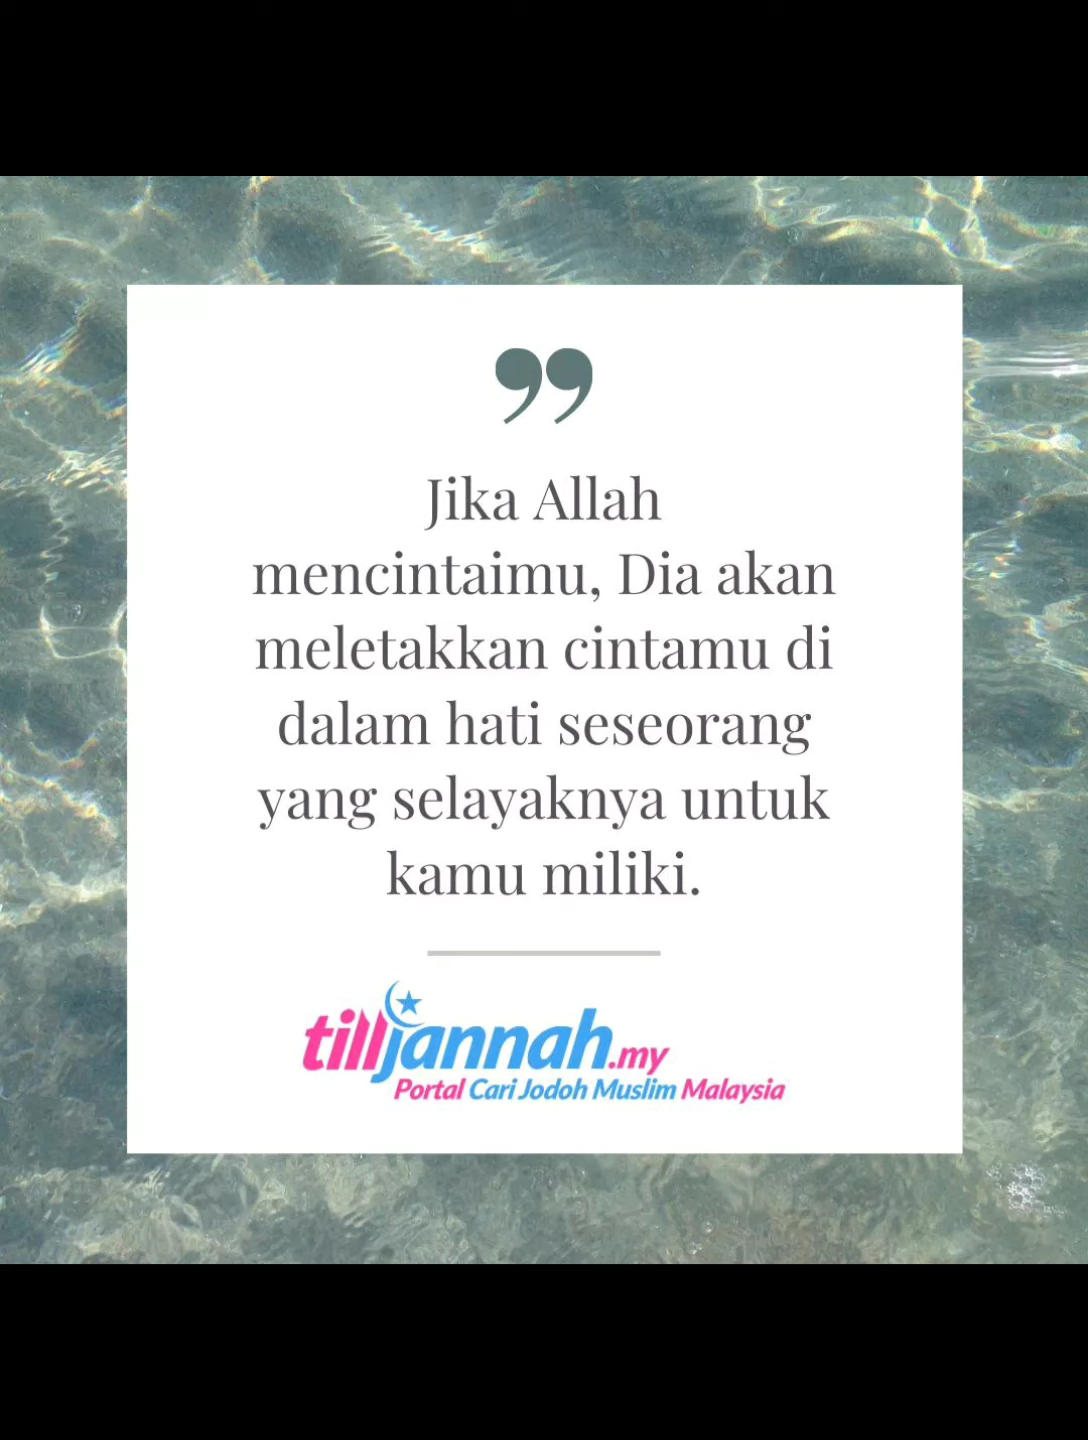 Jika Allah
mencintaimu, Dia akan
meletakkan cintamu di
dalam hati seseorang
yang selayaknya untuk
kamu miliki.
tilljannah.my
Portal Cari Jodoh Muslim Malaysia